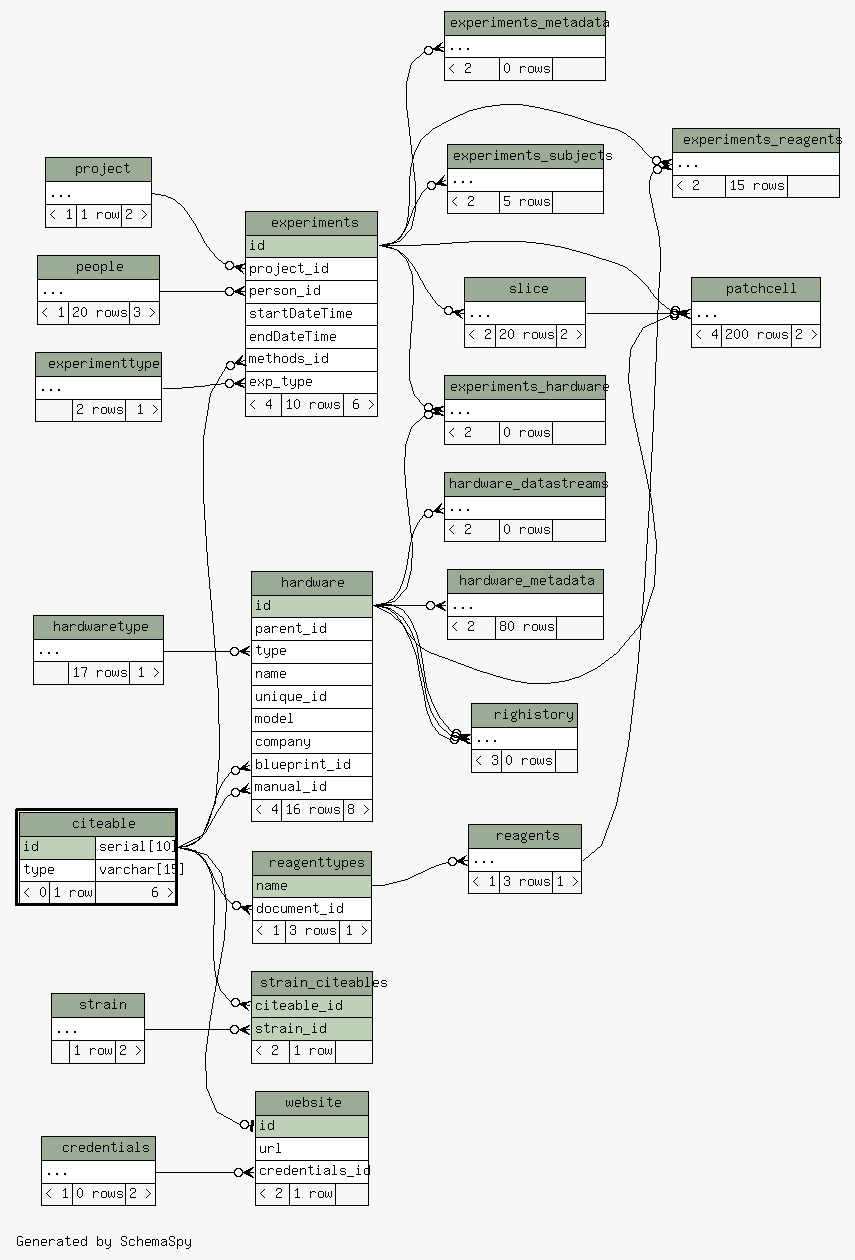 experiments_metadata
...
< 2 0 rows
experiments_reagents
...
< 2 15 rows
experiments_subjects
...
< 2 5 rows
project
...
< 1 1 row 2 >
experiments
id
project_id
person_id
startDateTime
endDateTime
methods_id
exp_type
< 4 10 rows 6 >
people
...
< 1 20 rows 3 >
slice
...
< 2 20 rows 2 >
patchcell
...
< 4 200 rows 2 >
experimenttype
...
2 rows 1 >
experiments_hardware
...
< 2 0 rows
hardware_datastreams
...
< 2 0 rows
hardware
id
parent_id
type
name
unique_id
model
company
blueprint_id
manual_id
< 4 16 rows 8 >
hardware_metadata
...
< 2 80 rows
hardwaretype
...
17 rows 1 >
righistory
...
< 3 0 rows
citeable
id serial[10]
type varchar[15]
< 0 1 row 6 >
reagents
...
< 1 3 rows 1 >
reagenttypes
name
document_id
< 1 3 rows 1 >
strain_citeables
citeable_id
strain_id
< 2 1 row
strain
...
1 row 2 >
website
id
url
credentials_id
< 2 1 row
credentials
...
< 1 0 rows 2 >
Generated by SchemaSpy